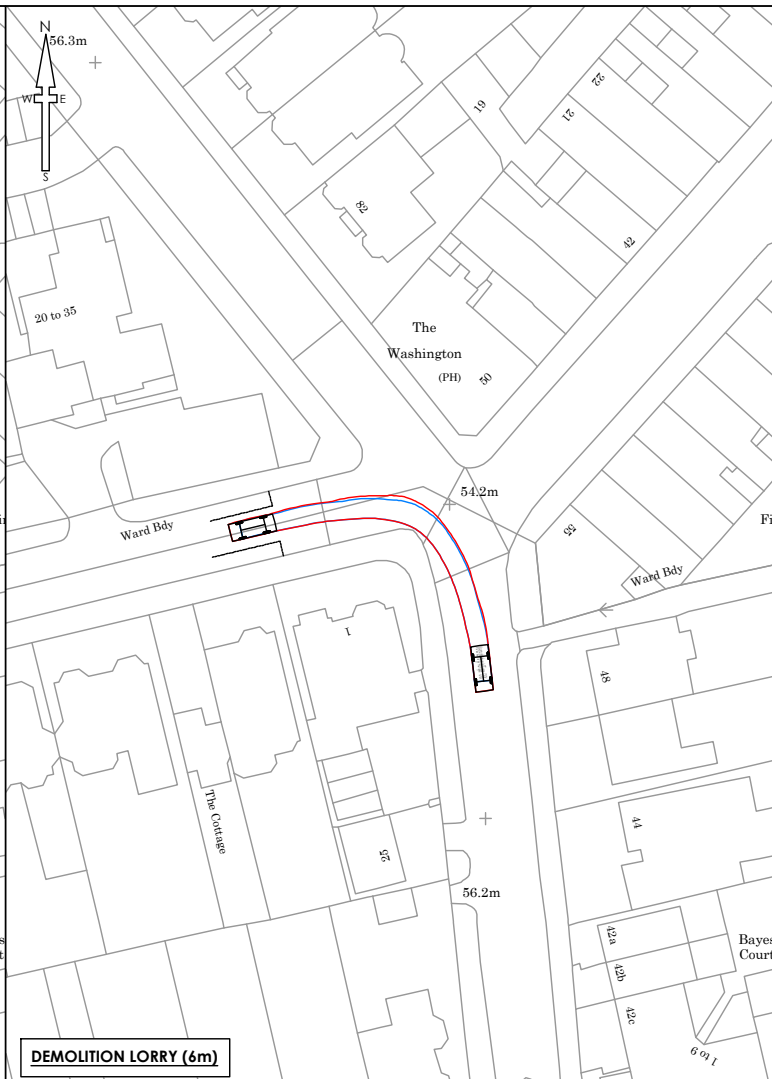 N
56.3m
W E
S
19
21
22
82
42
20 to 35
The
Washington
(PH)
50
54.2m
Ward Bdy
55
Fi
Ward Bdy
1
48
The Cottage
44
25
56.2m
42a
Bayes
Court
42b
42c
1 to 9
DEMOLITION LORRY (6m)